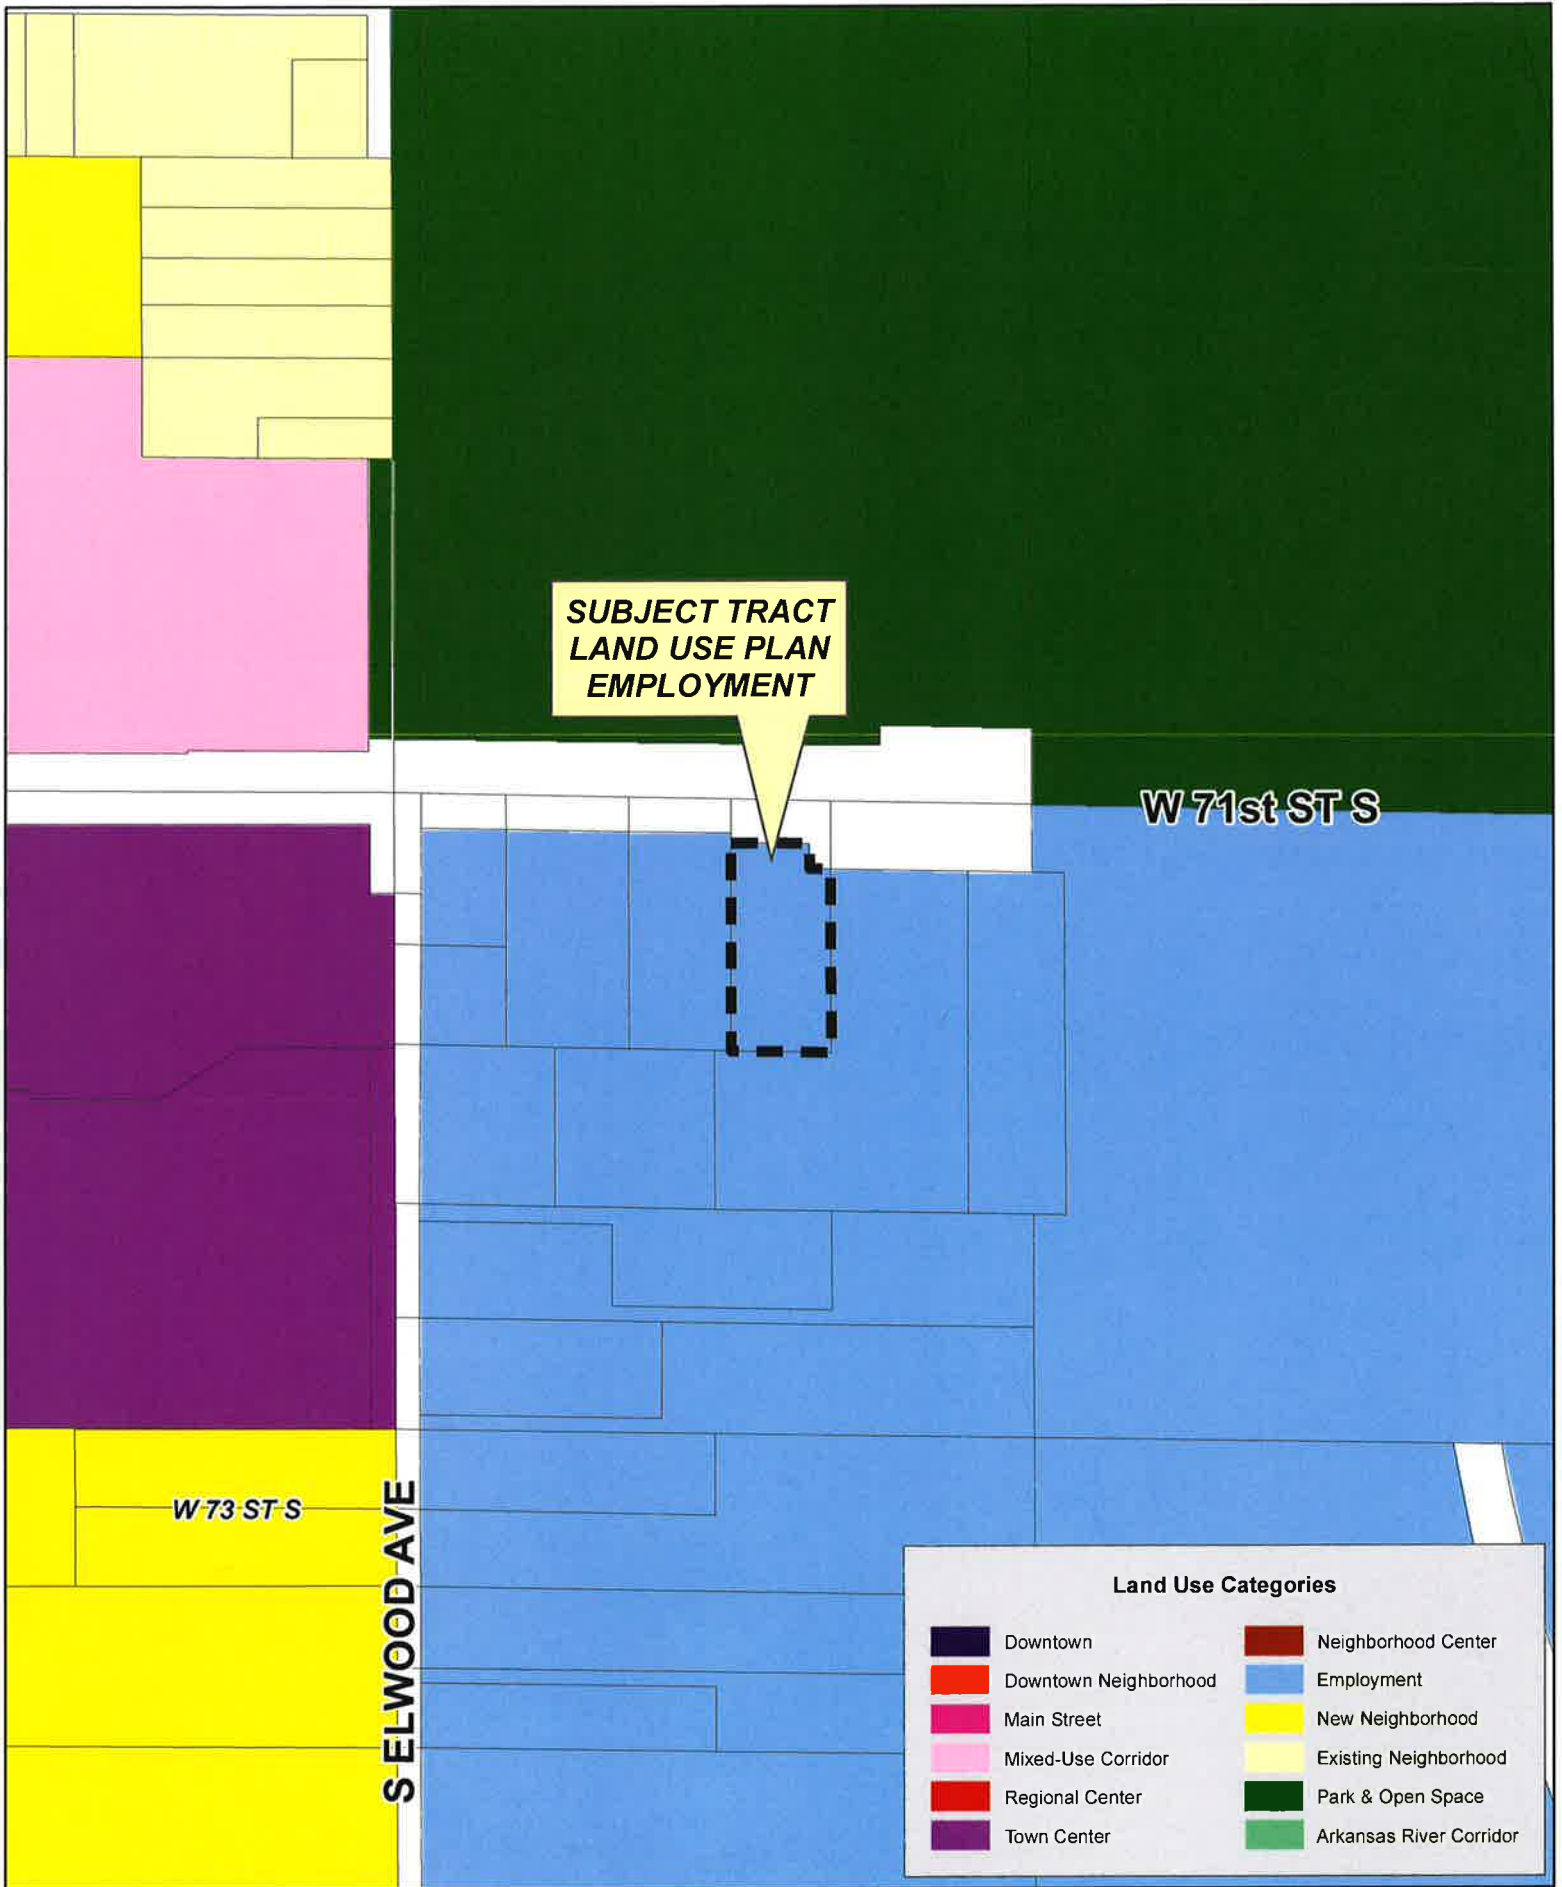 SUBJECT TRACT
LAND USE PLAN
EMPLOYMENT
W 71st ST S
W 73 ST S
S ELWOOD AVE
Land Use Categories
Downtown
Downtown Neighborhood
Main Street
Mixed-Use Corridor
Regional Center
Town Center
Neighborhood Center
Employment
New Neighborhood
Existing Neighborhood
Park & Open Space
Arkansas River Corridor